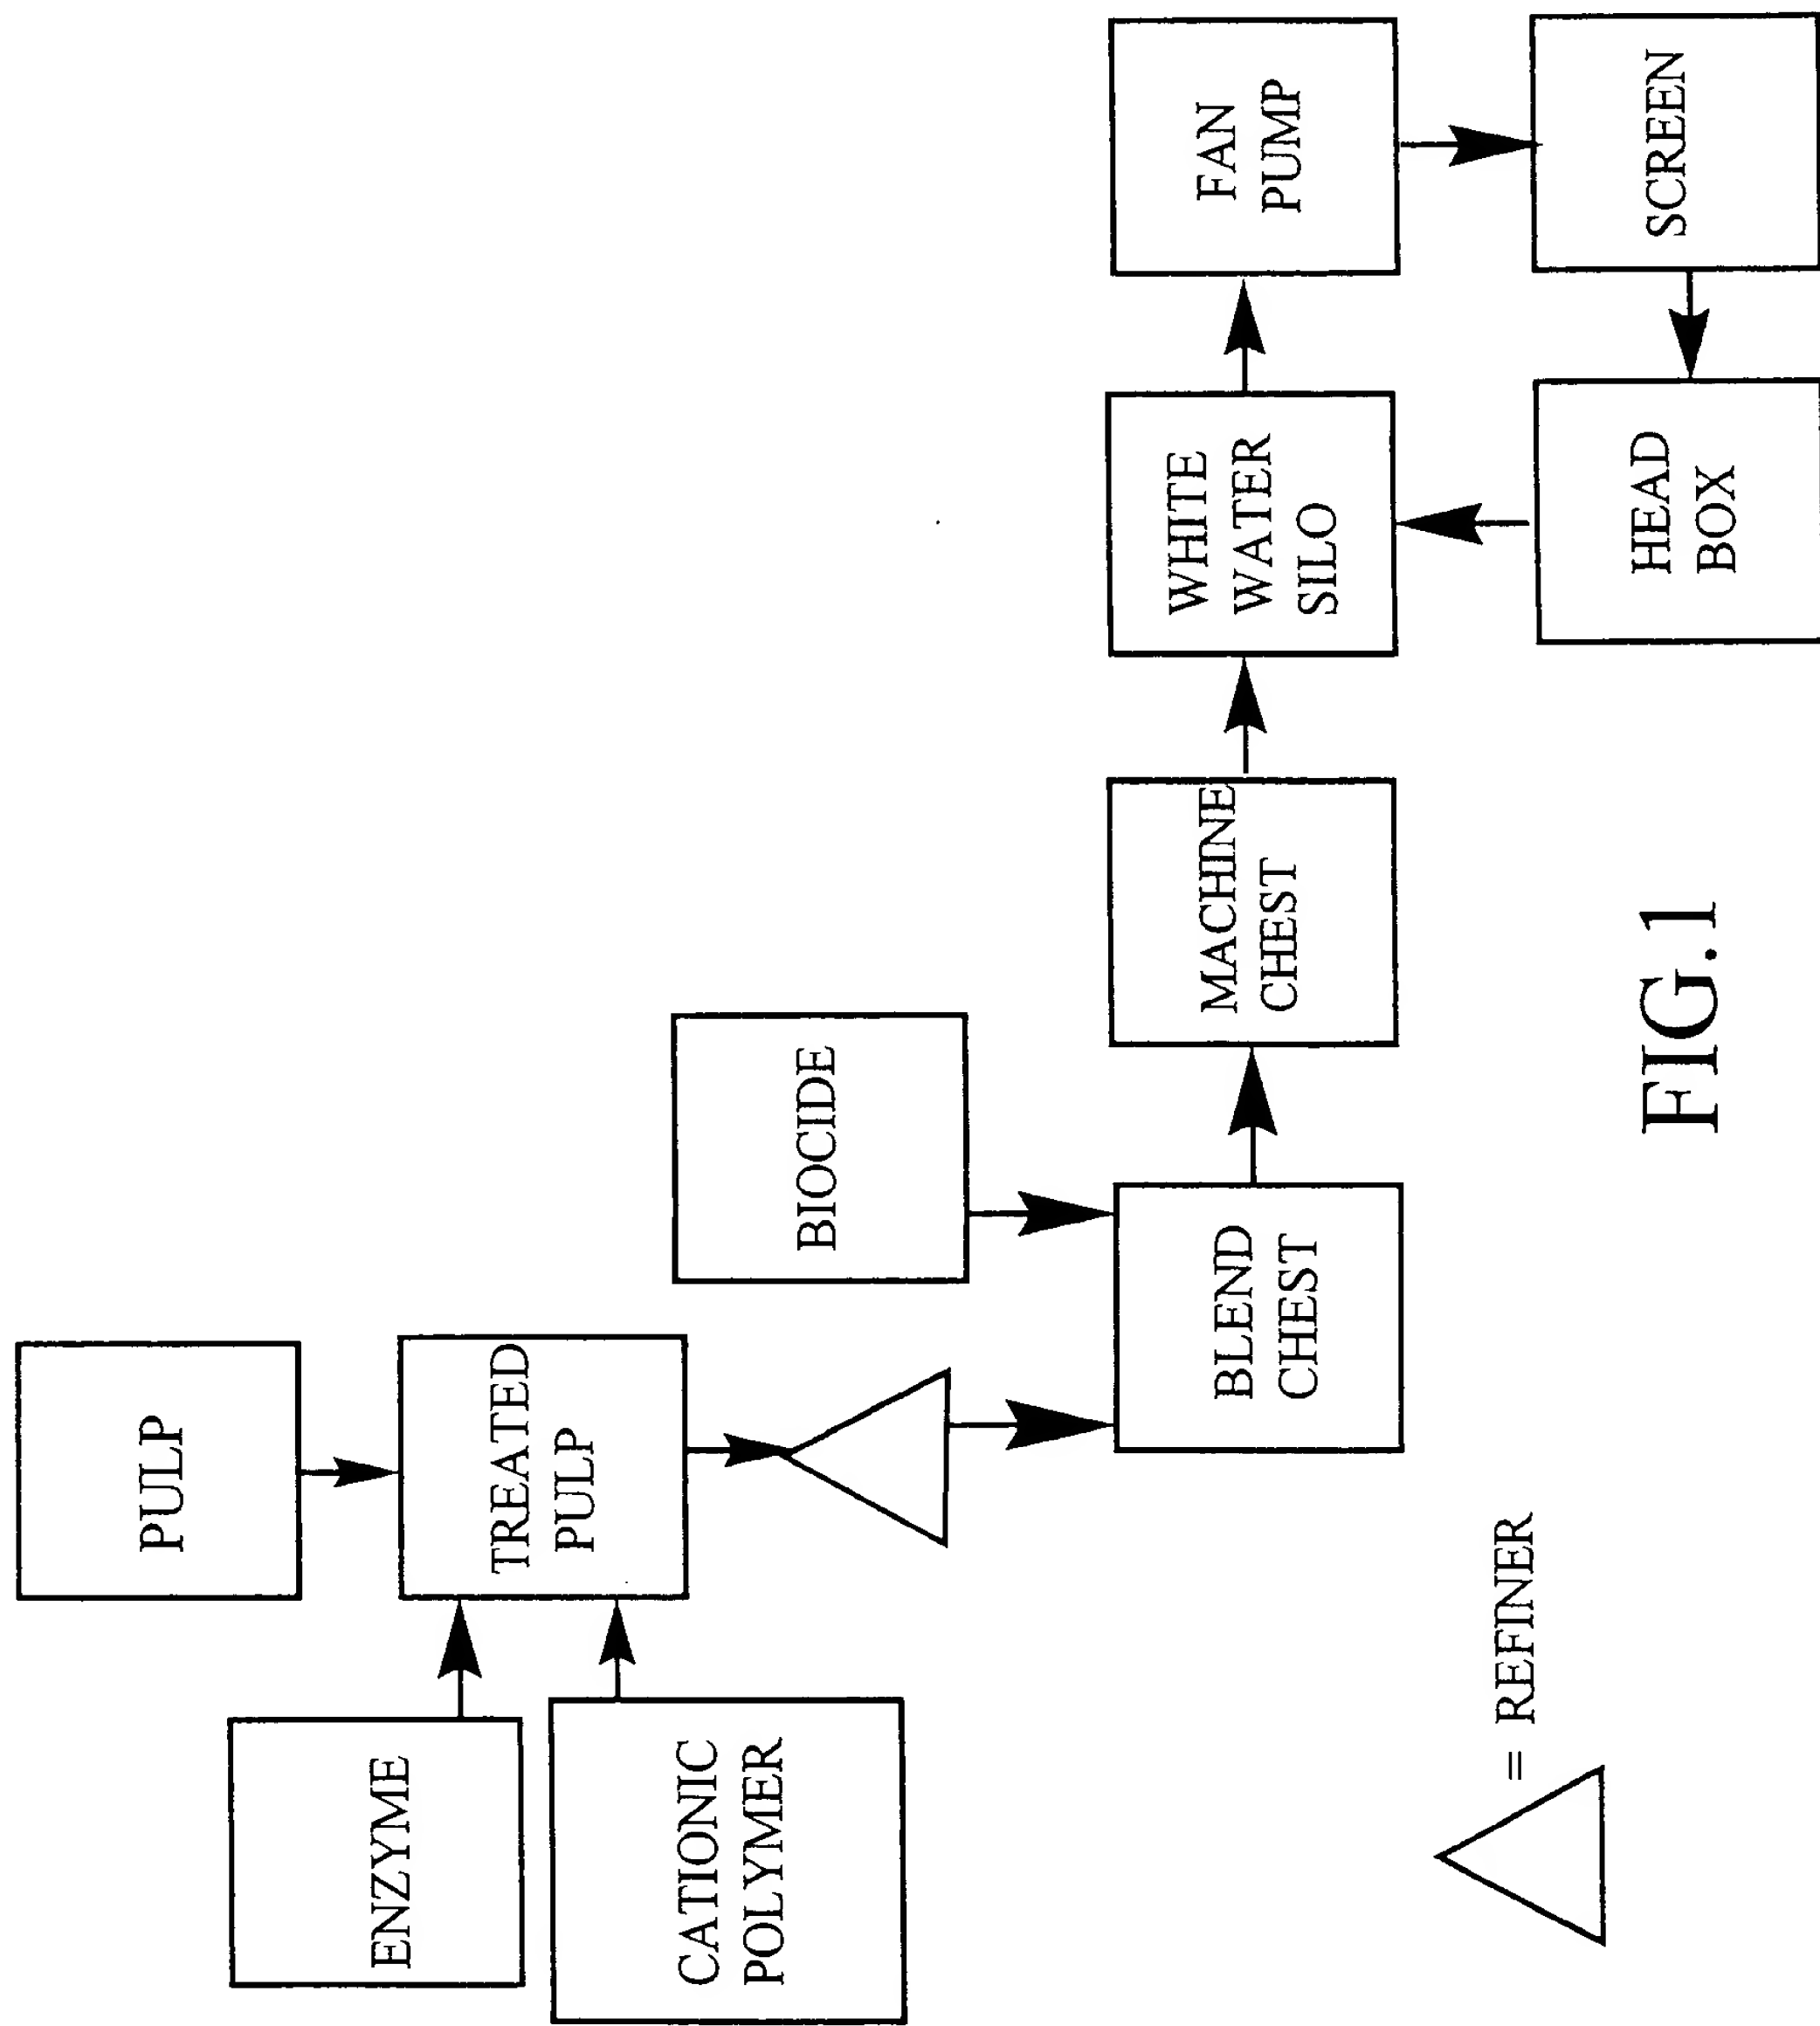 PULP
ENZYME
TREATED
PULP
CATIONIC
POLYMER
BIOCIDE
BLEND
CHEST
MACHINE
CHEST
WHITE
WATER
SILO
FAN
PUMP
SCREEN
HEAD
BOX
= REFINER
FIG.1